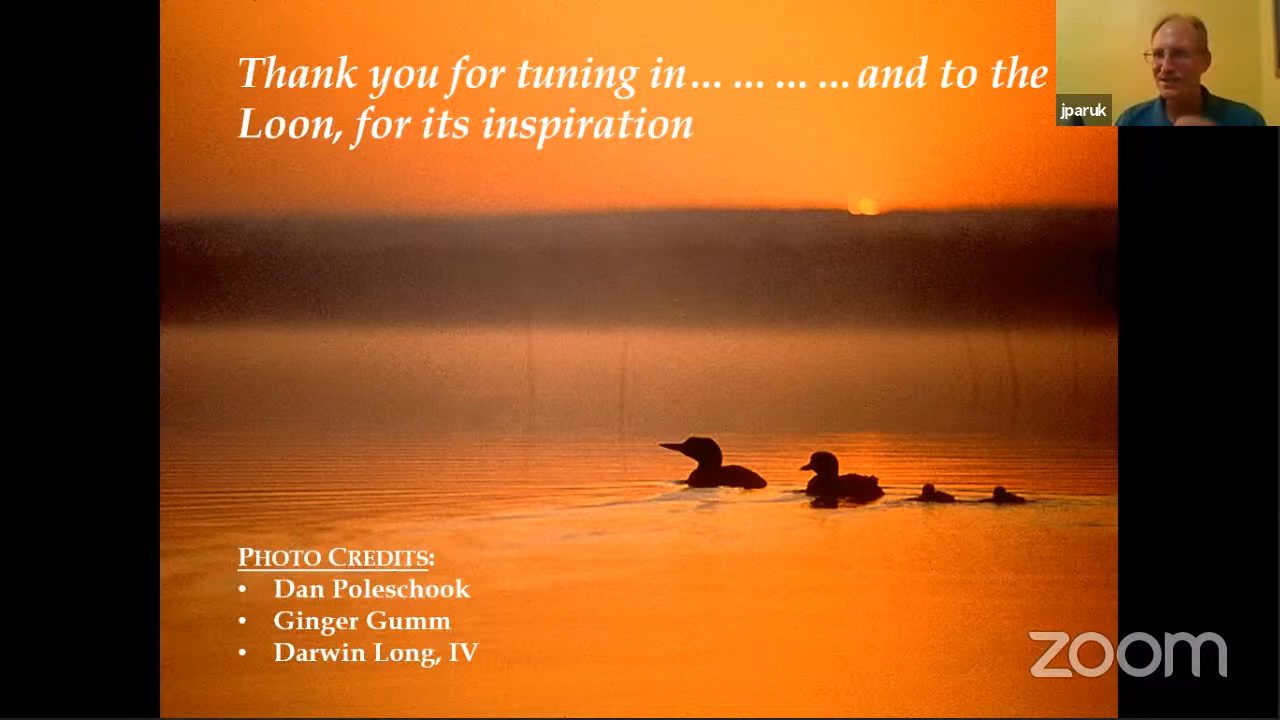 Thank you for tuning in… … … …and to the
Loon, for its inspiration
jparuk
PHOTO CREDITS:
• Dan Poleschook
• Ginger Gumm
• Darwin Long, IV
zoom